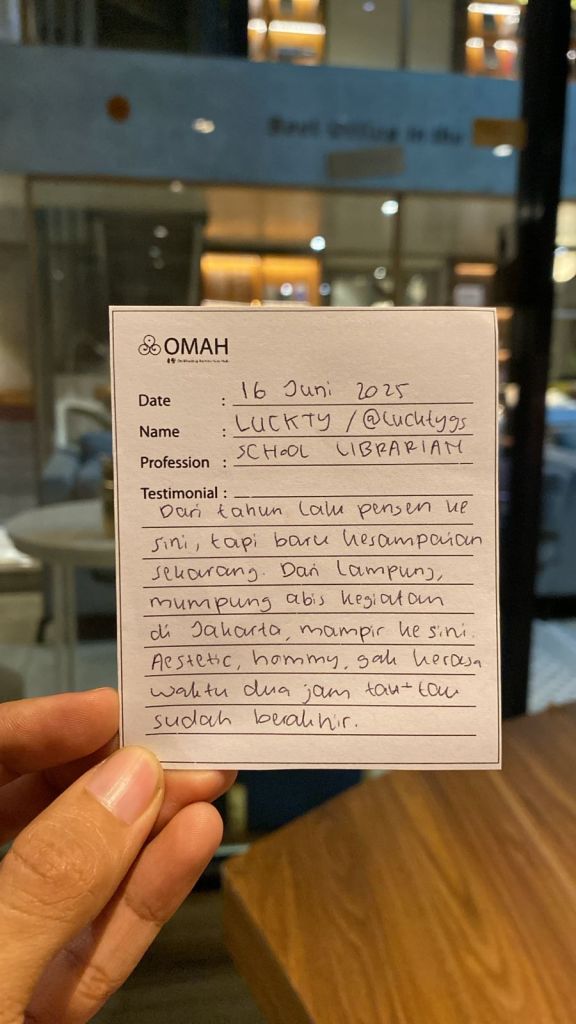 OMAH
Date : 16 Juni 2025
Name : LUCKTY / @lucktygs
Profession : SCHOOL LIBRARIAN
Testimonial :
Dari tahun lalu pensen ke
sini, tapi baru kesampaian
sekarang. Dari Lampung,
mumpung abis kegiatan
di Jakarta, mampir ke sini.
Aestetic, hommy, gak kerasa
waktu dua jam tau-tau
sudah berakhir.